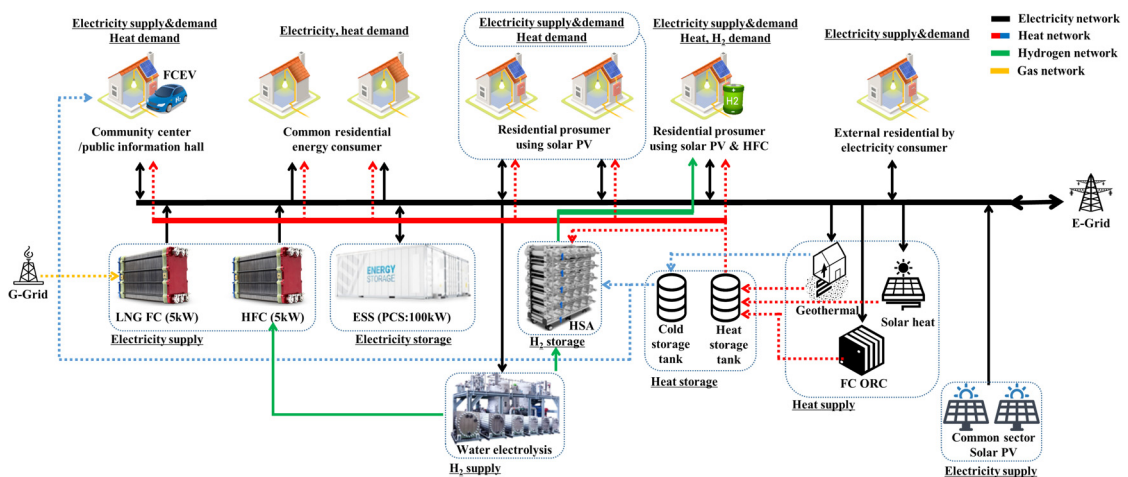 Electricity supply&demand
Heat demand
Electricity, heat demand
Electricity supply&demand
Heat demand
Electricity supply&demand
Heat, H2 demand
Electricity supply&demand
Electricity network
Heat network
Hydrogen network
Gas network
FCEV
H2
H2
Community center
/public information hall
Common residential
energy consumer
Residential prosumer
using solar PV
Residential prosumer
using solar PV & HFC
External residential by
electricity consumer
E-Grid
G-Grid
ENERGY
STORAGE
LNG FC (5kW)
HFC (5kW)
Electricity supply
ESS (PCS:100kW)
Electricity storage
HSA
H2 storage
Cold
storage
tank
Heat
storage
tank
Heat storage
Geothermal
Solar heat
FC ORC
Heat supply
Water electrolysis
H2 supply
Common sector
Solar PV
Electricity supply